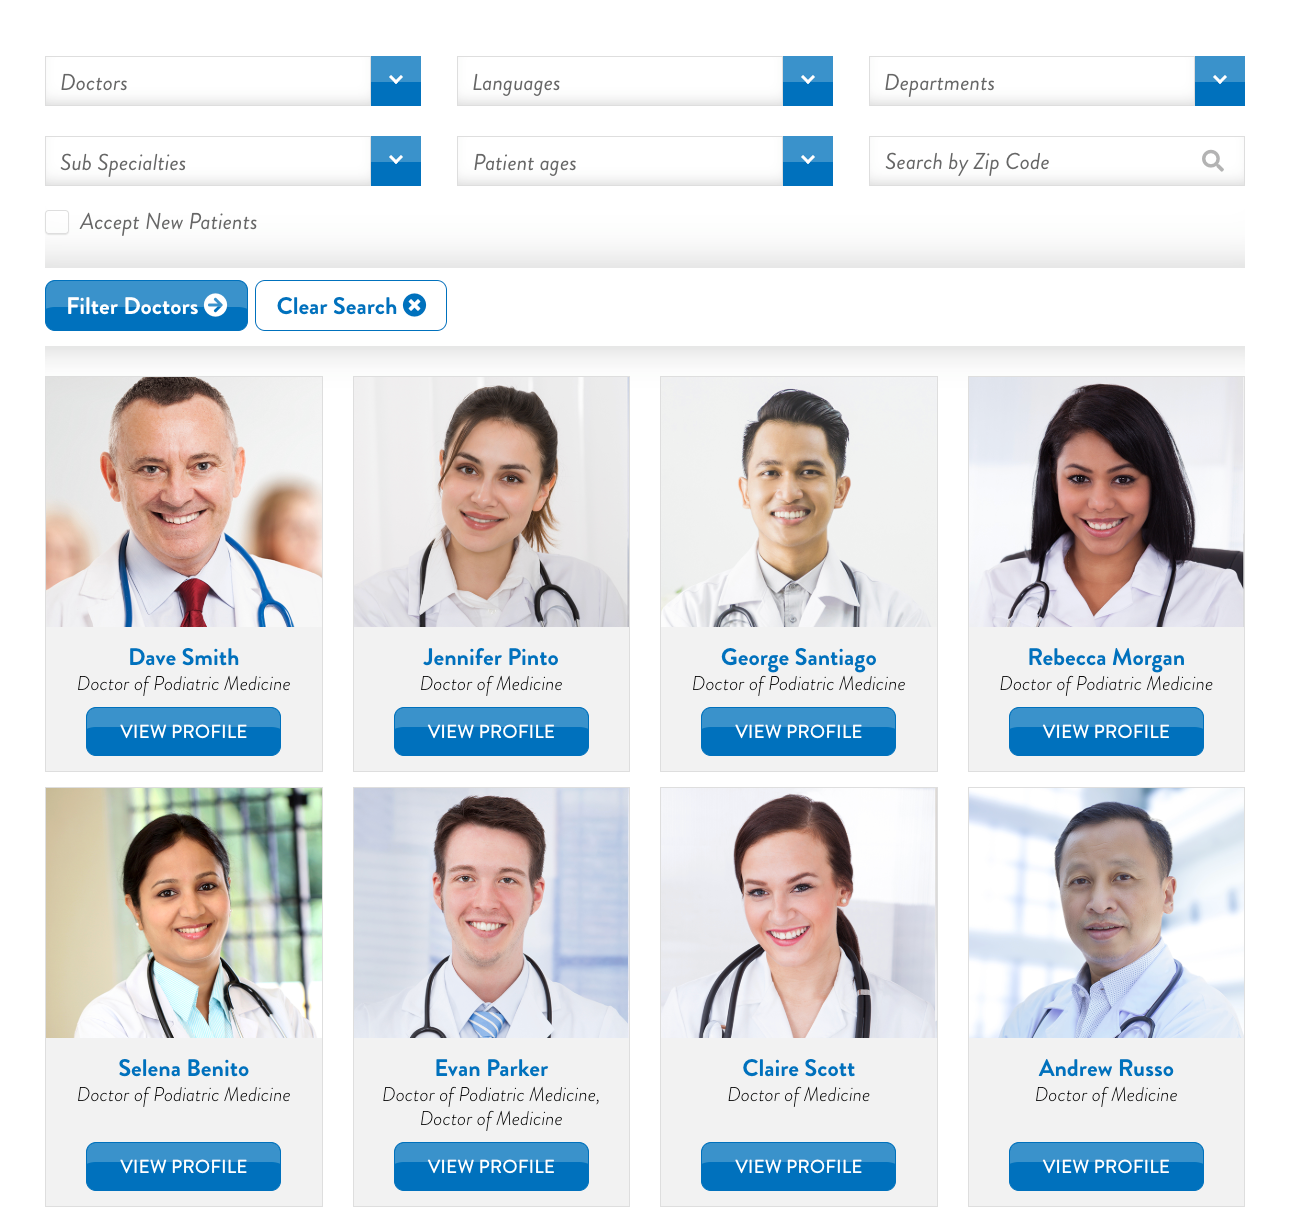 Doctors
Languages
Departments
Sub Specialties
Patient ages
Search by Zip Code
Accept New Patients
Filter Doctors
Clear Search
Dave Smith
Doctor of Podiatric Medicine
VIEW PROFILE
Jennifer Pinto
Doctor of Medicine
VIEW PROFILE
George Santiago
Doctor of Podiatric Medicine
VIEW PROFILE
Rebecca Morgan
Doctor of Podiatric Medicine
VIEW PROFILE
Selena Benito
Doctor of Podiatric Medicine
VIEW PROFILE
Evan Parker
Doctor of Podiatric Medicine,
Doctor of Medicine
VIEW PROFILE
Claire Scott
Doctor of Medicine
VIEW PROFILE
Andrew Russo
Doctor of Medicine
VIEW PROFILE